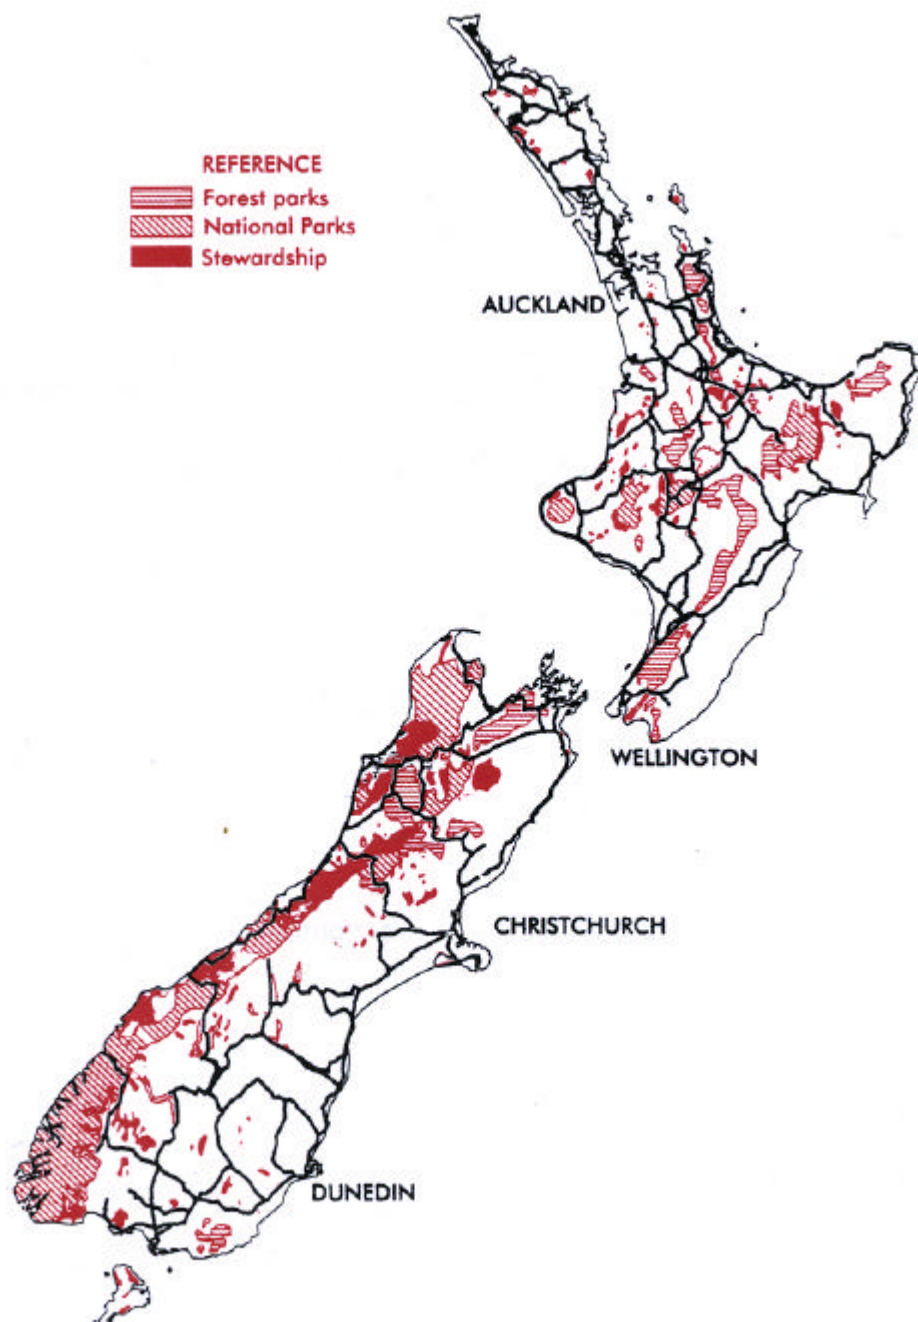 REFERENCE
Forest parks
National Parks
Stewardship
AUCKLAND
WELLINGTON
CHRISTCHURCH
DUNEDIN